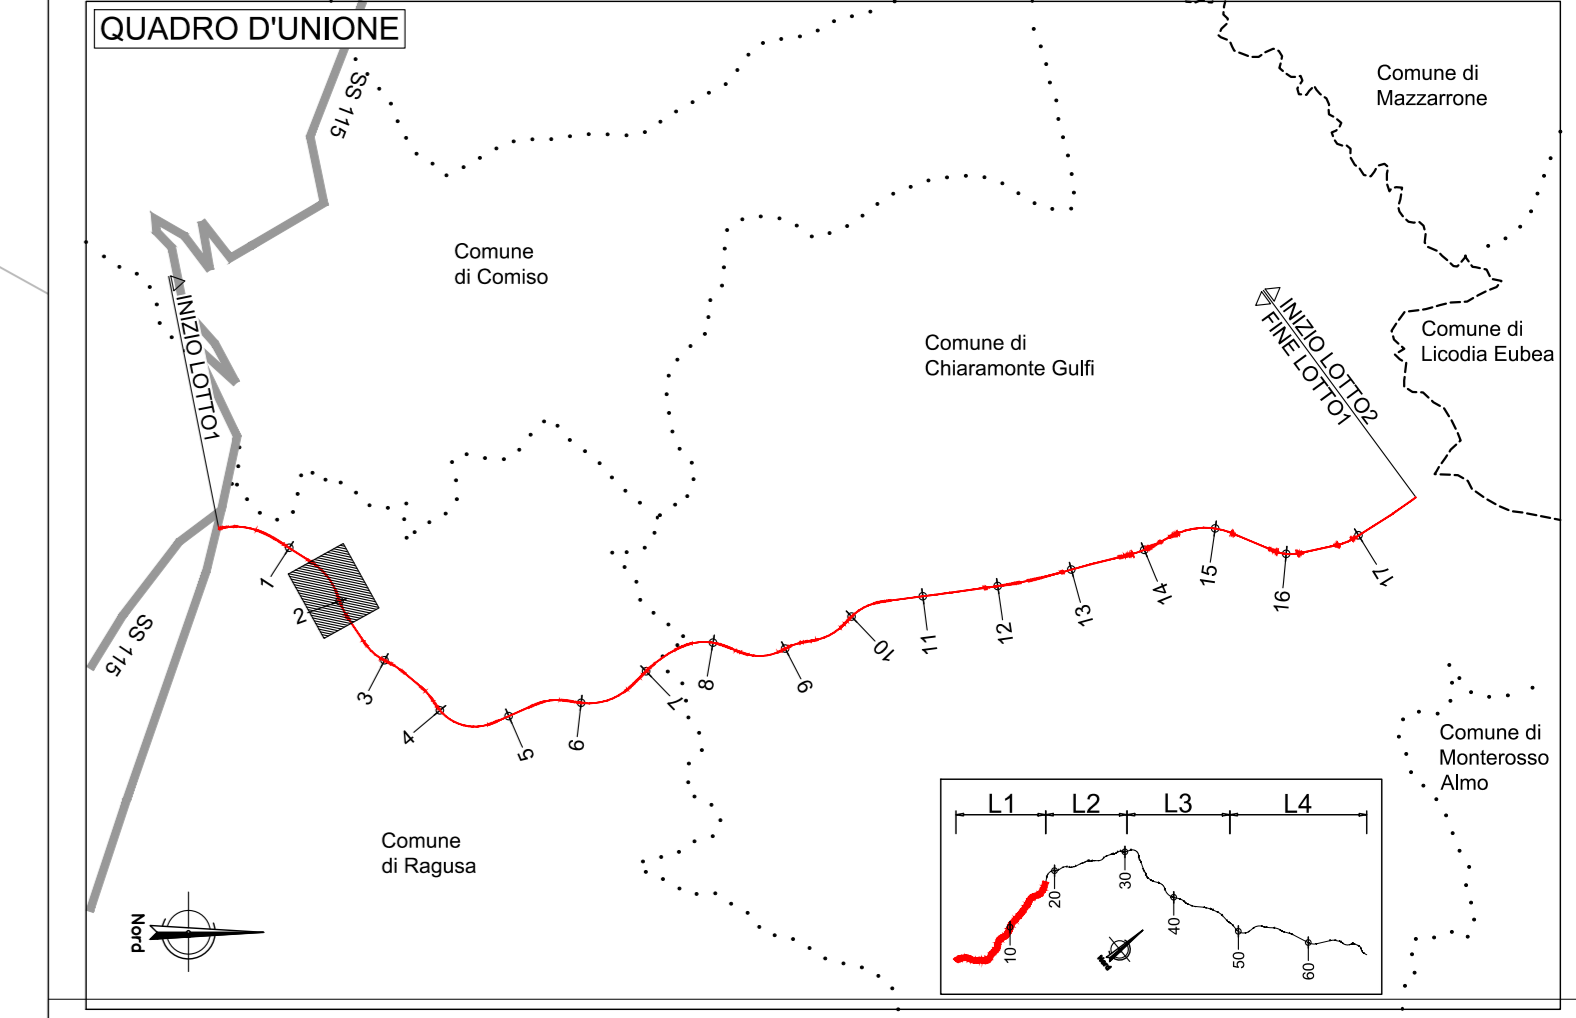 QUADRO D'UNIONE
SS 115
Comune di
Mazzarrone
Comune
di Comiso
INIZIO LOTTO1
INIZIO LOTTO2
FINE LOTTO1
Comune di
Licodia Eubea
Comune di
Chiaramonte Gulfi
1
2
3
4
5
6
7
8
9
10
11
12
13
14
15
16
17
SS 115
Comune di
Monterosso
Almo
Comune
di Ragusa
Nord
L1 L2 L3 L4
10
20
30
40
50
60